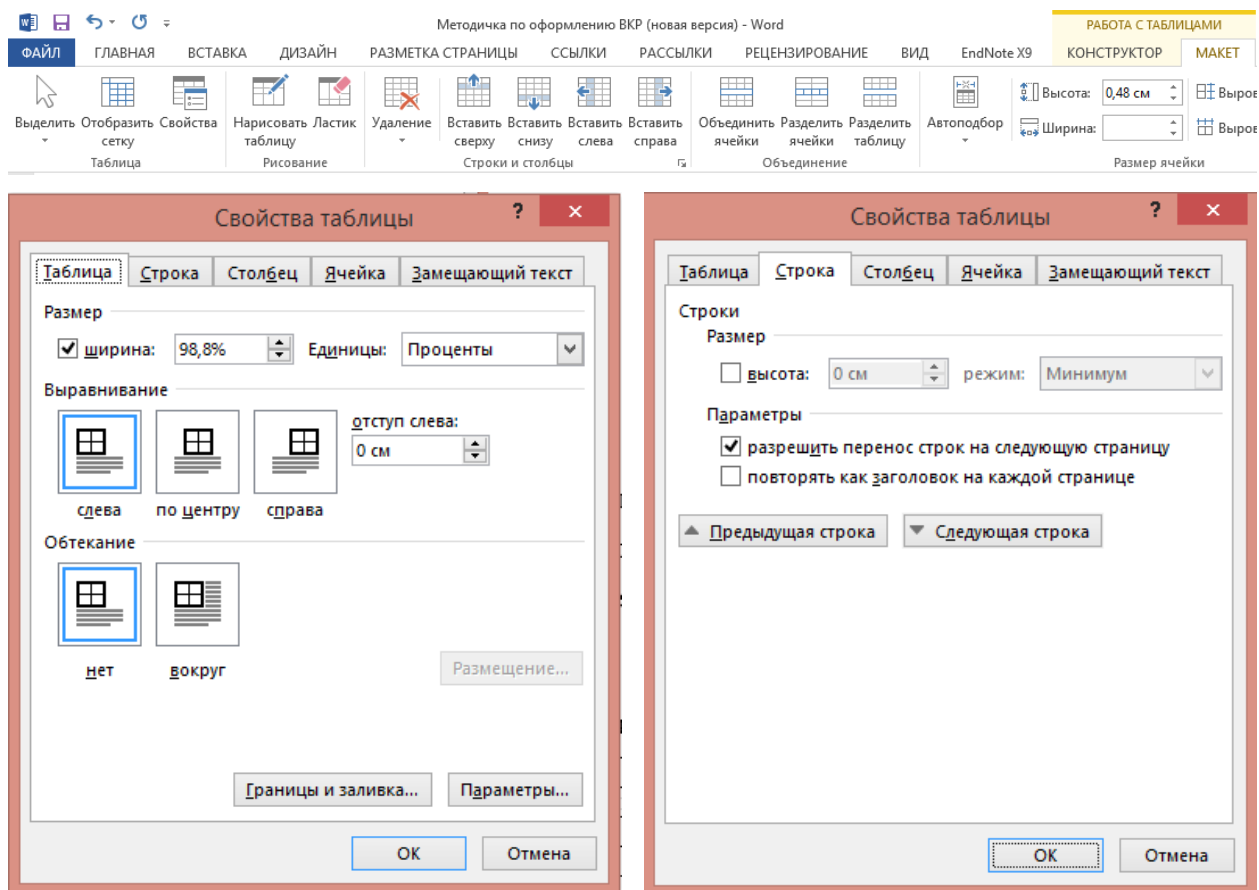 Методичка по оформлению ВКР (новая версия) - Word
РАБОТА С ТАБЛИЦАМИ
ФАЙЛ ГЛАВНАЯ ВСТАВКА ДИЗАЙН РАЗМЕТКА СТРАНИЦЫ ССЫЛКИ РАССЫЛКИ РЕЦЕНЗИРОВАНИЕ ВИД EndNote X9 КОНСТРУКТОР МАКЕТ
Высота: 0,48 см Выров
Выделить Отобразить Свойства Нарисовать Ластик Удаление Вставить Вставить Вставить Вставить Объединить Разделить Разделить Автоподбор Ширина: Выров
сетку таблицу сверху снизу слева справа ячейки ячейки таблицу
Таблица Рисование Строки и столбцы Объединение Размер ячейки
Свойства таблицы ?
Таблица Строка Столбец Ячейка Замещающий текст
Размер
ширина: 98,8% Единицы: Проценты
Выравнивание
отступ слева:
0 см
слева по центру справа
Обтекание
нет вокруг
Размещение...
Границы и заливка... Параметры...
ОК Отмена
Свойства таблицы ?
Таблица Строка Столбец Ячейка Замещающий текст
Строки
Размер
высота: 0 см режим: Минимум
Параметры
разрешить перенос строк на следующую страницу
повторять как заголовок на каждой странице
Предыдущая строка Следующая строка
ОК Отмена